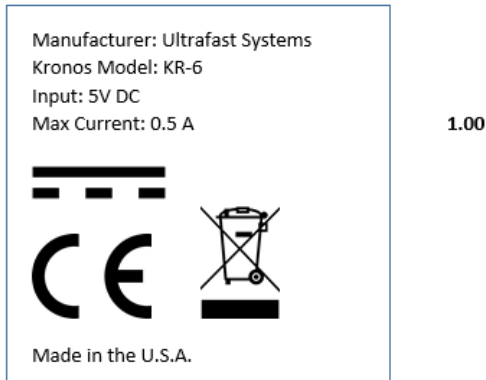 Manufacturer: Ultrafast Systems
Kronos Model: KR-6
Input: 5V DC
Max Current: 0.5 A
1.00
CE
Made in the U.S.A.